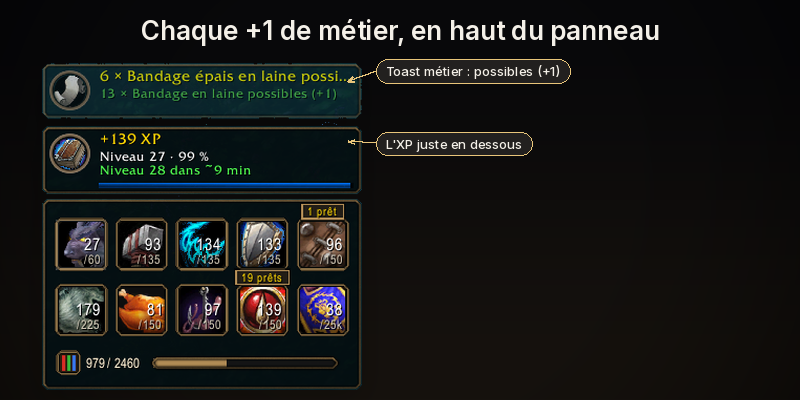 Chaque +1 de métier, en haut du panneau
6 × Bandage épais en laine possi...
13 × Bandage en laine possibles (+1)
Toast métier : possibles (+1)
+139 XP
Niveau 27 · 99 %
Niveau 28 dans ~9 min
L'XP juste en dessous
1 prêt
27
/60
93
/135
134
/135
133
/135
96
/150
19 prêts
179
/225
81
/150
97
/150
139
/150
38
/25k
979 / 2460